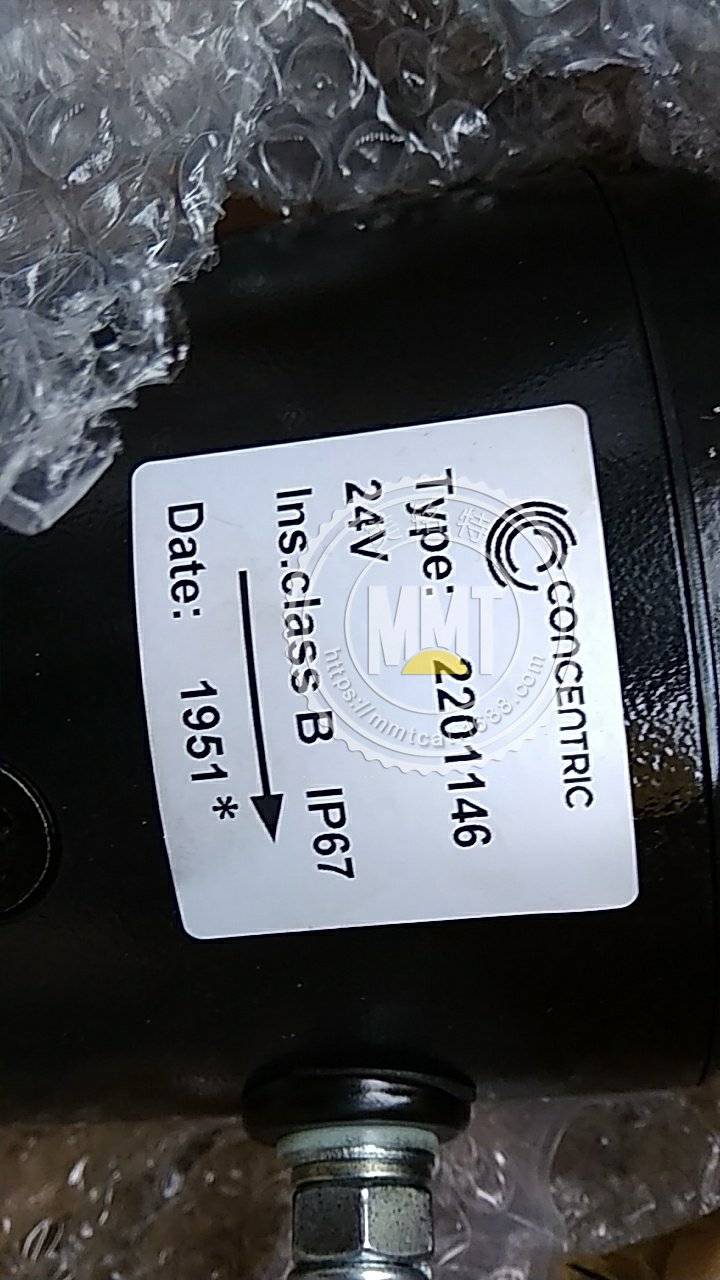 CONCENTRIC
Type: 2201146
24V
Ins.class B IP67
Date: 1951*
MMT